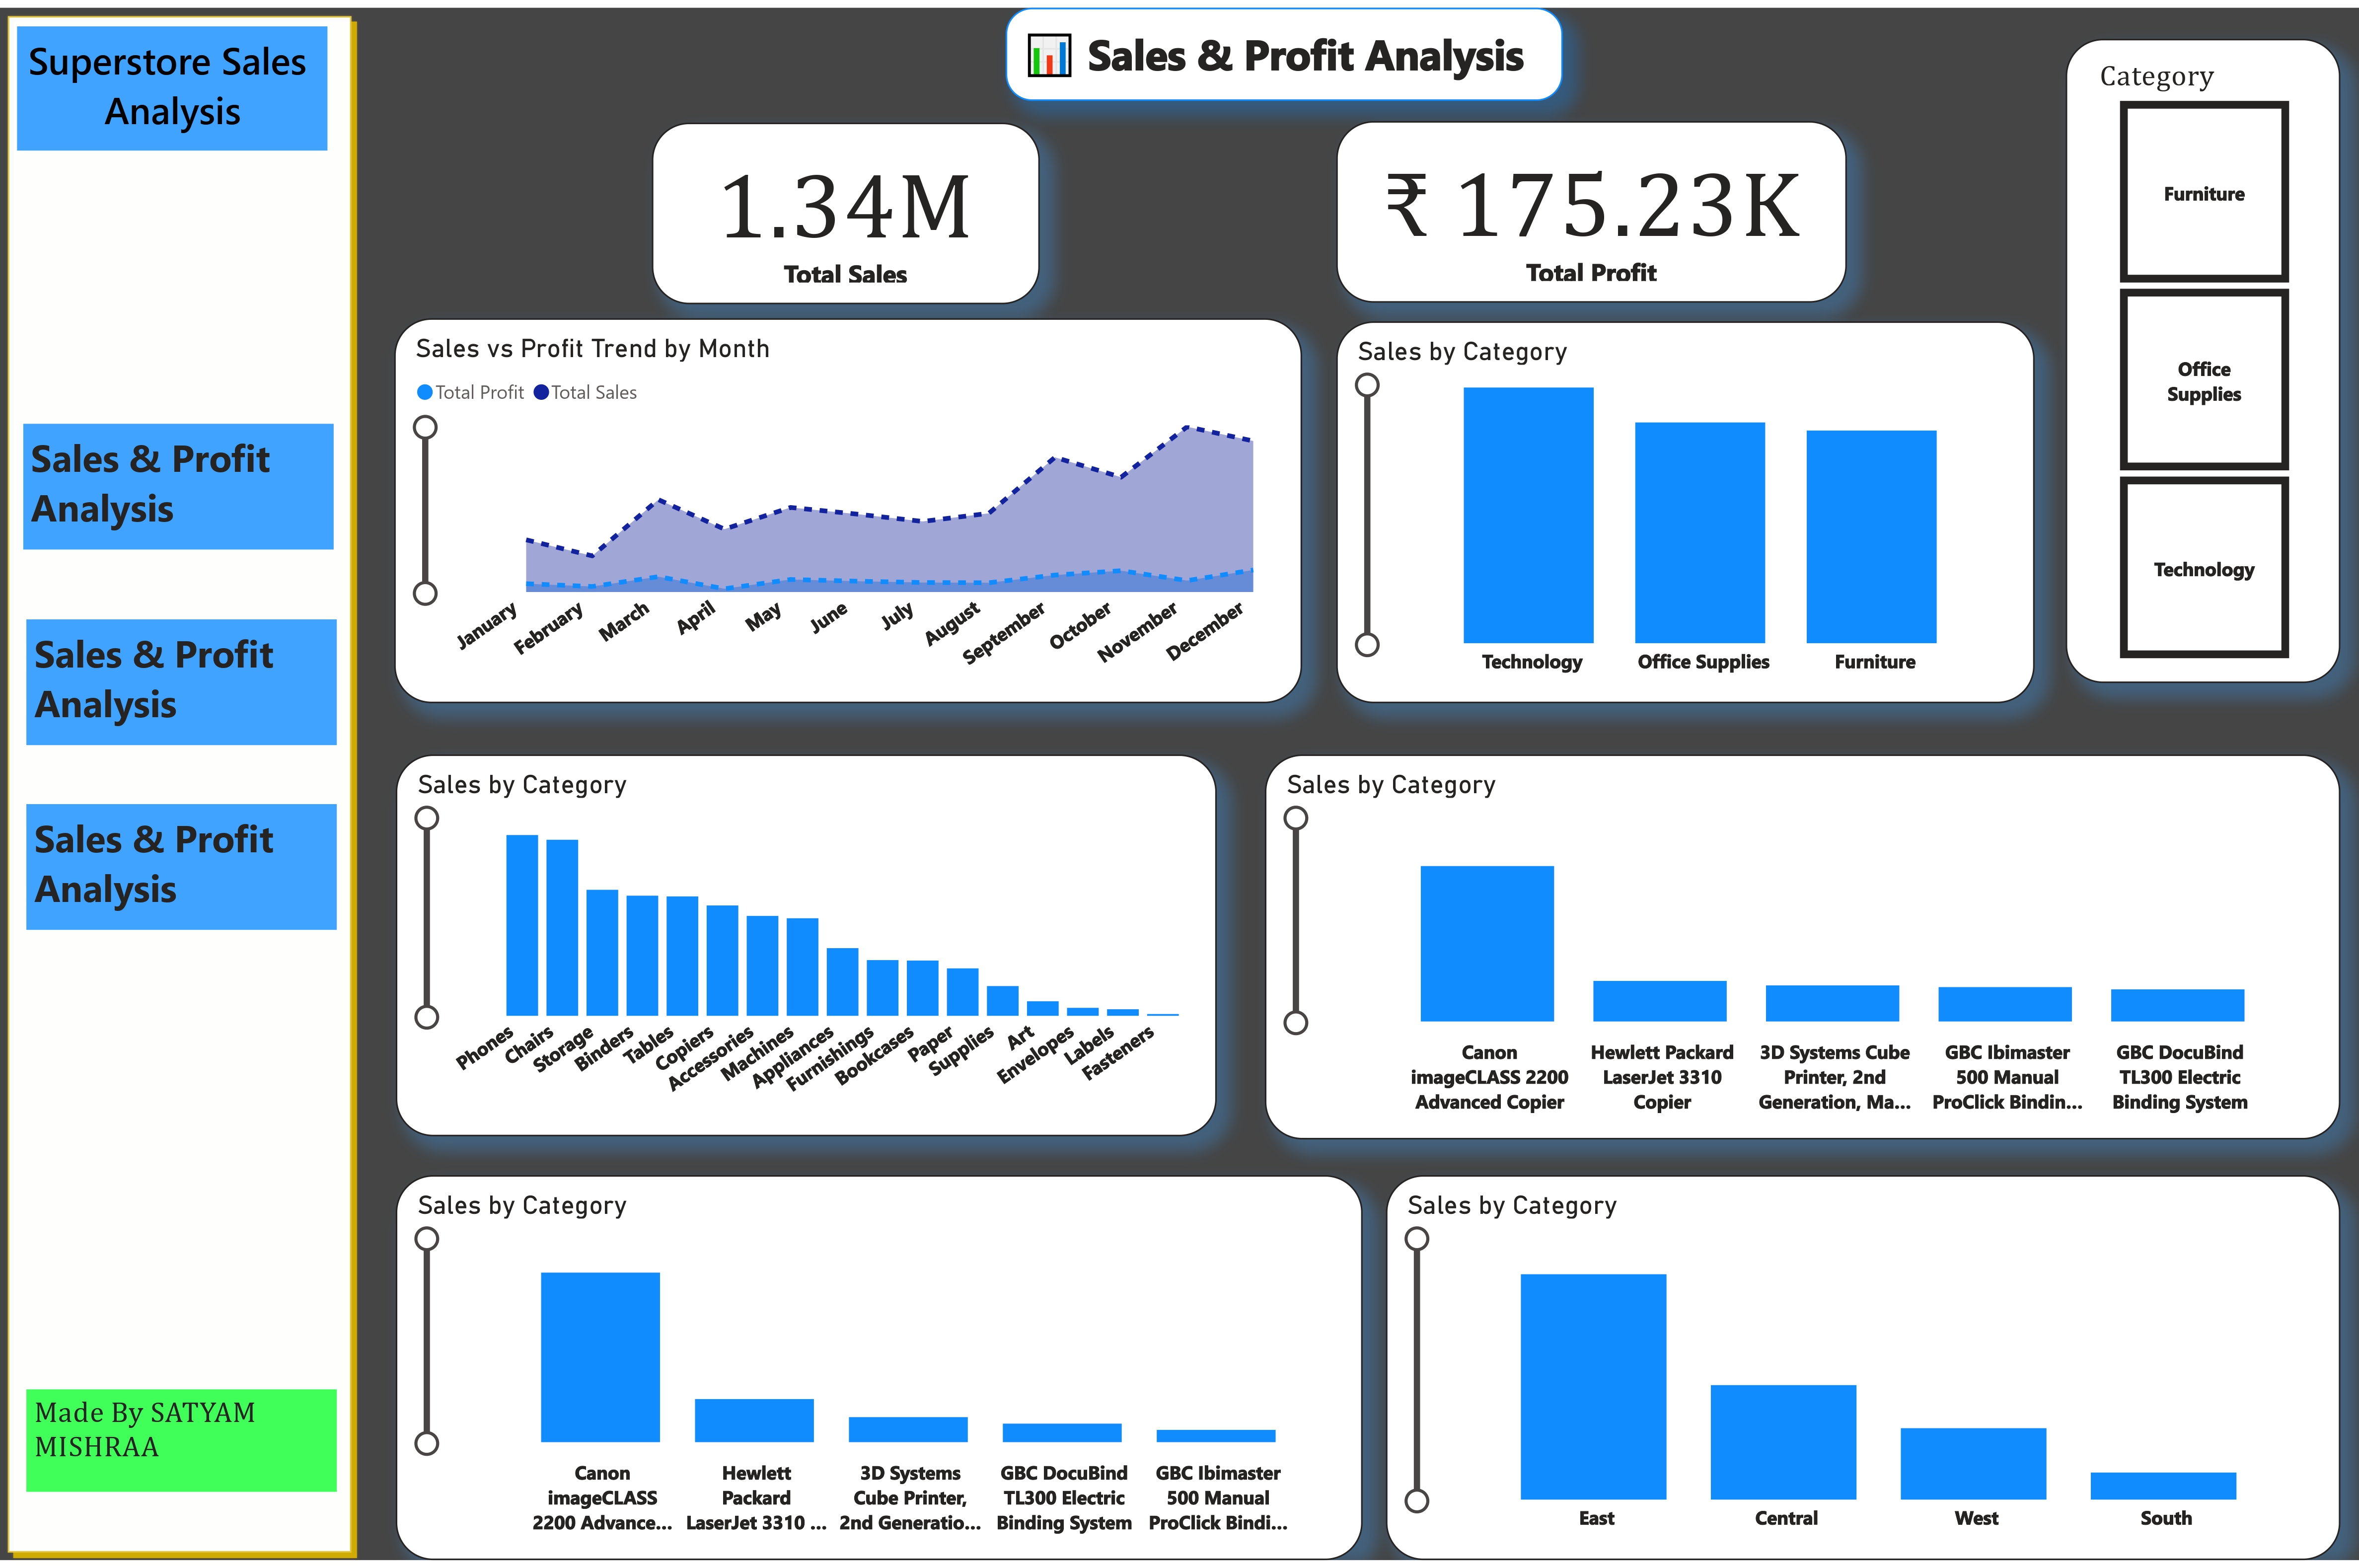 Superstore Sales
Analysis
Sales & Profit
Analysis
Sales & Profit
Analysis
Sales & Profit
Analysis
Made By SATYAM
MISHRAA
Sales & Profit Analysis
1.34M
Total Sales
₹ 175.23K
Total Profit
Category
Furniture
Office
Supplies
Technology
Sales vs Profit Trend by Month
Total Profit Total Sales
January February March April May June July August September October November December
Sales by Category
Technology Office Supplies Furniture
Sales by Category
Phones Chairs Storage Binders Tables Copiers Accessories Machines Appliances Furnishings Bookcases Paper Supplies Art Envelopes Labels Fasteners
Sales by Category
Canon
imageCLASS 2200
Advanced Copier
Hewlett Packard
LaserJet 3310
Copier
3D Systems Cube
Printer, 2nd
Generation, Ma...
GBC Ibimaster
500 Manual
ProClick Bindin...
GBC DocuBind
TL300 Electric
Binding System
Sales by Category
Canon
imageCLASS
2200 Advance...
Hewlett
Packard
LaserJet 3310 ...
3D Systems
Cube Printer,
2nd Generatio...
GBC DocuBind
TL300 Electric
Binding System
GBC Ibimaster
500 Manual
ProClick Bindi...
Sales by Category
East Central West South